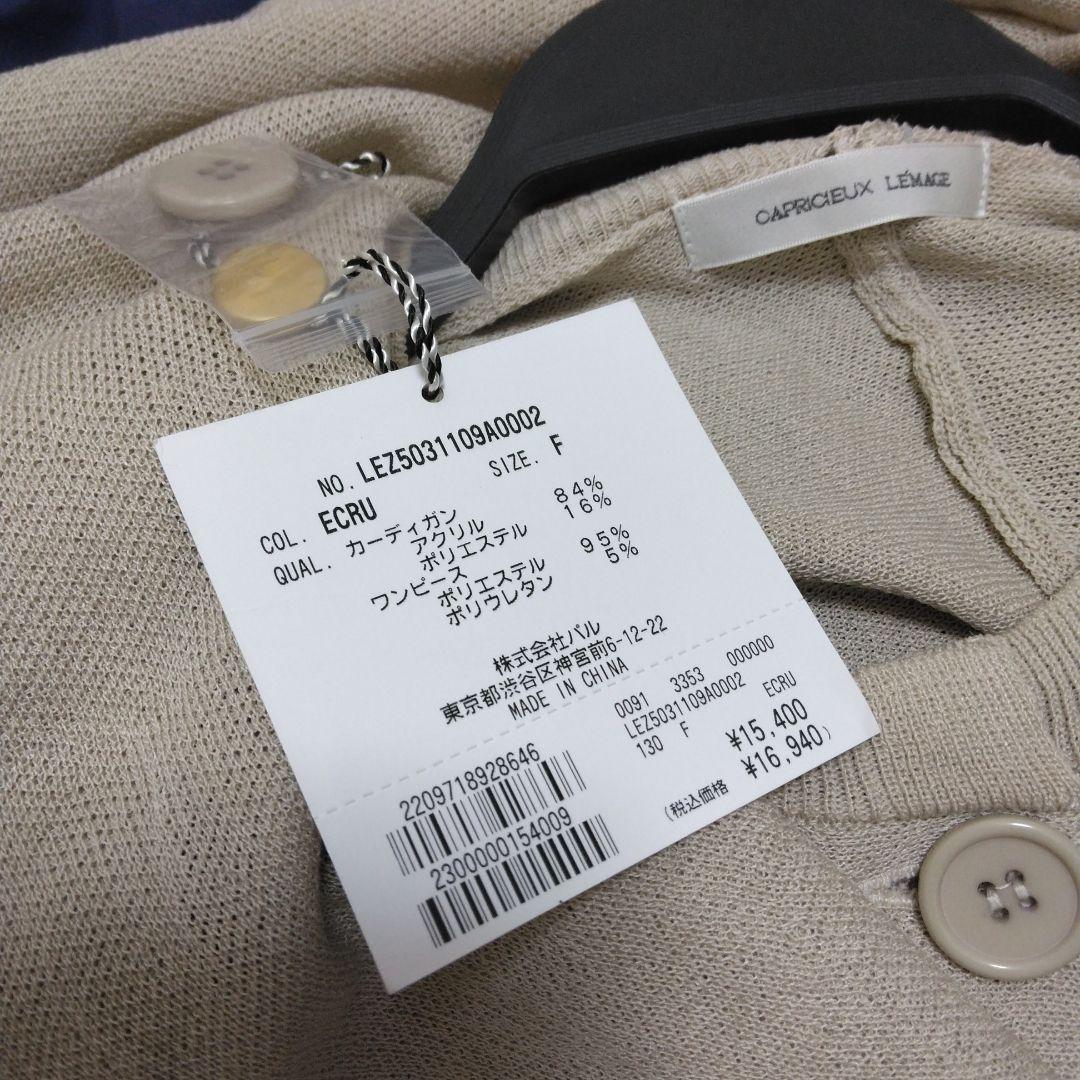 CAPRICIEUX LÉMAGE
NO. LEZ5031109A0002
COL. ECRU SIZE. F
QUAL. カーディガン
アクリル 84%
ポリエステル 16%
ワンピース
ポリエステル 95%
ポリウレタン 5%
株式会社パル
東京都渋谷区神宮前6-12-22
MADE IN CHINA
0091 3353 000000
LEZ5031109A0002 ECRU
130 F
¥15,400
(税込価格 ¥16,940)
2209718928646
2300000154009